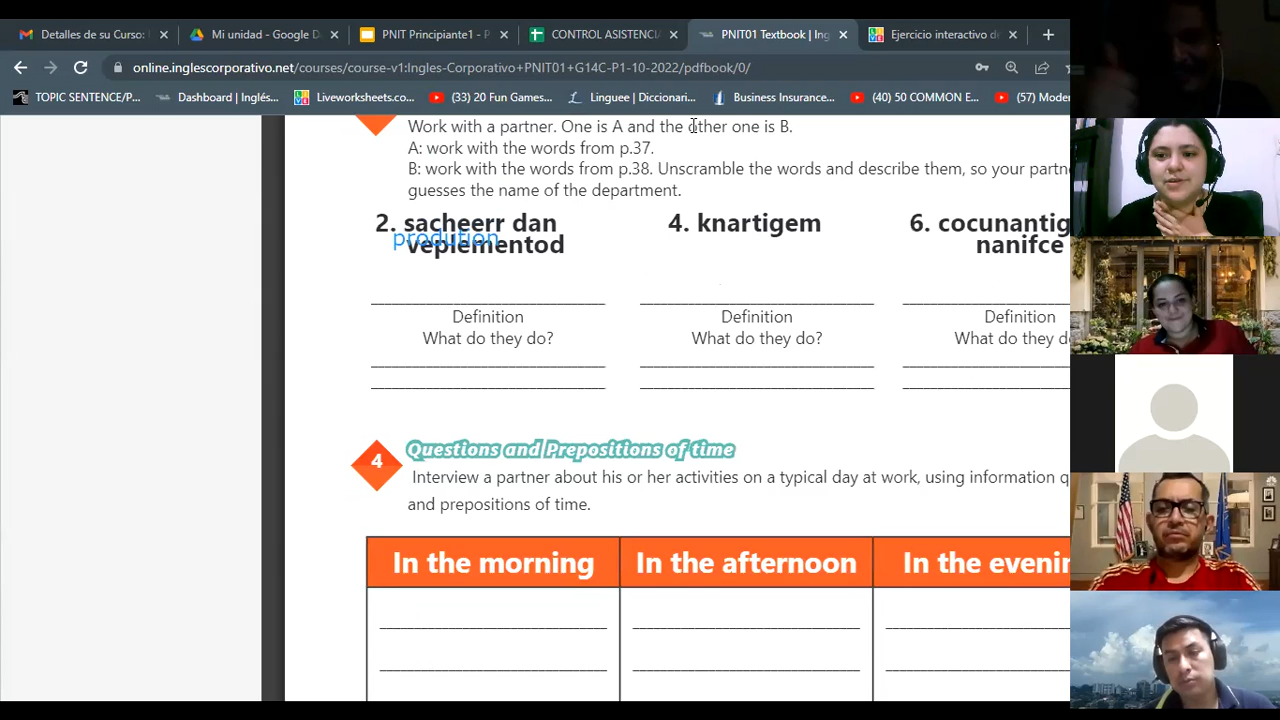 Detalles de su Curso:
Mi unidad - Google D
PNIT Principiante1 - P
CONTROL ASISTENCIA
PNIT01 Textbook | Ing
Ejercicio interactivo de
online.inglescorporativo.net/courses/course-v1:Ingles-Corporativo+PNIT01+G14C-P1-10-2022/pdfbook/0/
TOPIC SENTENCE/P...
Dashboard | Inglés...
Liveworksheets.co...
(33) 20 Fun Games...
Linguee | Diccionari...
Business Insurance...
(40) 50 COMMON E...
(57) Moder
Work with a partner. One is A and the other one is B.
A: work with the words from p.37.
B: work with the words from p.38. Unscramble the words and describe them, so your partn
guesses the name of the department.
2. sacheerr dan
veplementod
prodution
4. knartigem
6. cocunantig
nanifce
Definition
What do they do?
Definition
What do they do?
Definition
What do they do
4
Questions and Prepositions of time
Interview a partner about his or her activities on a typical day at work, using information q
and prepositions of time.
In the morning
In the afternoon
In the evenin